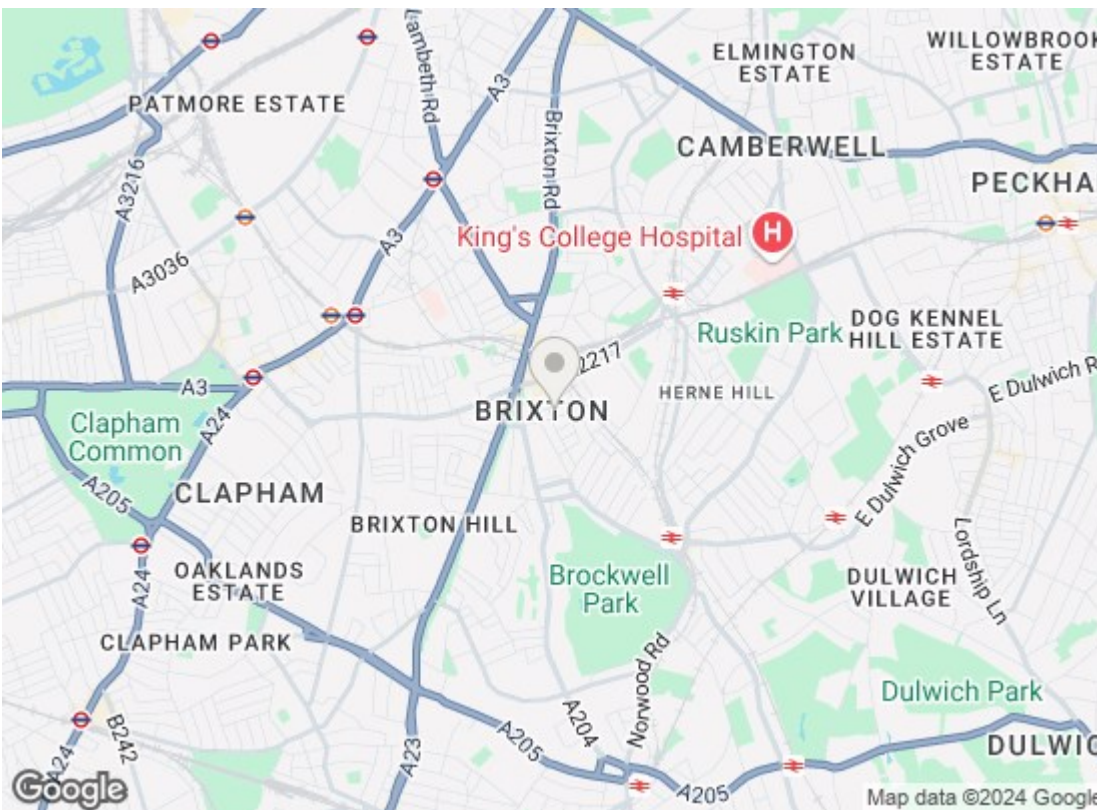 Lambeth Rd
A3
ELMINGTON
ESTATE
WILLOWBROOK
ESTATE
PATMORE ESTATE
Brixton Rd
CAMBERWELL
A3216
PECKHA
A3
King's College Hospital
H
A3036
Ruskin Park
DOG KENNEL
HILL ESTATE
2217
A3
HERNE HILL
E Dulwich R
Clapham
Common
A24
BRIXTON
E Dulwich Grove
A205
CLAPHAM
BRIXTON HILL
Lordship Ln
OAKLANDS
ESTATE
Brockwell
Park
DULWICH
VILLAGE
A24
CLAPHAM PARK
Norwood Rd
Dulwich Park
A204
B242
A23
A205
DULWIC
A24
A205
Google
Map data ©2024 Google